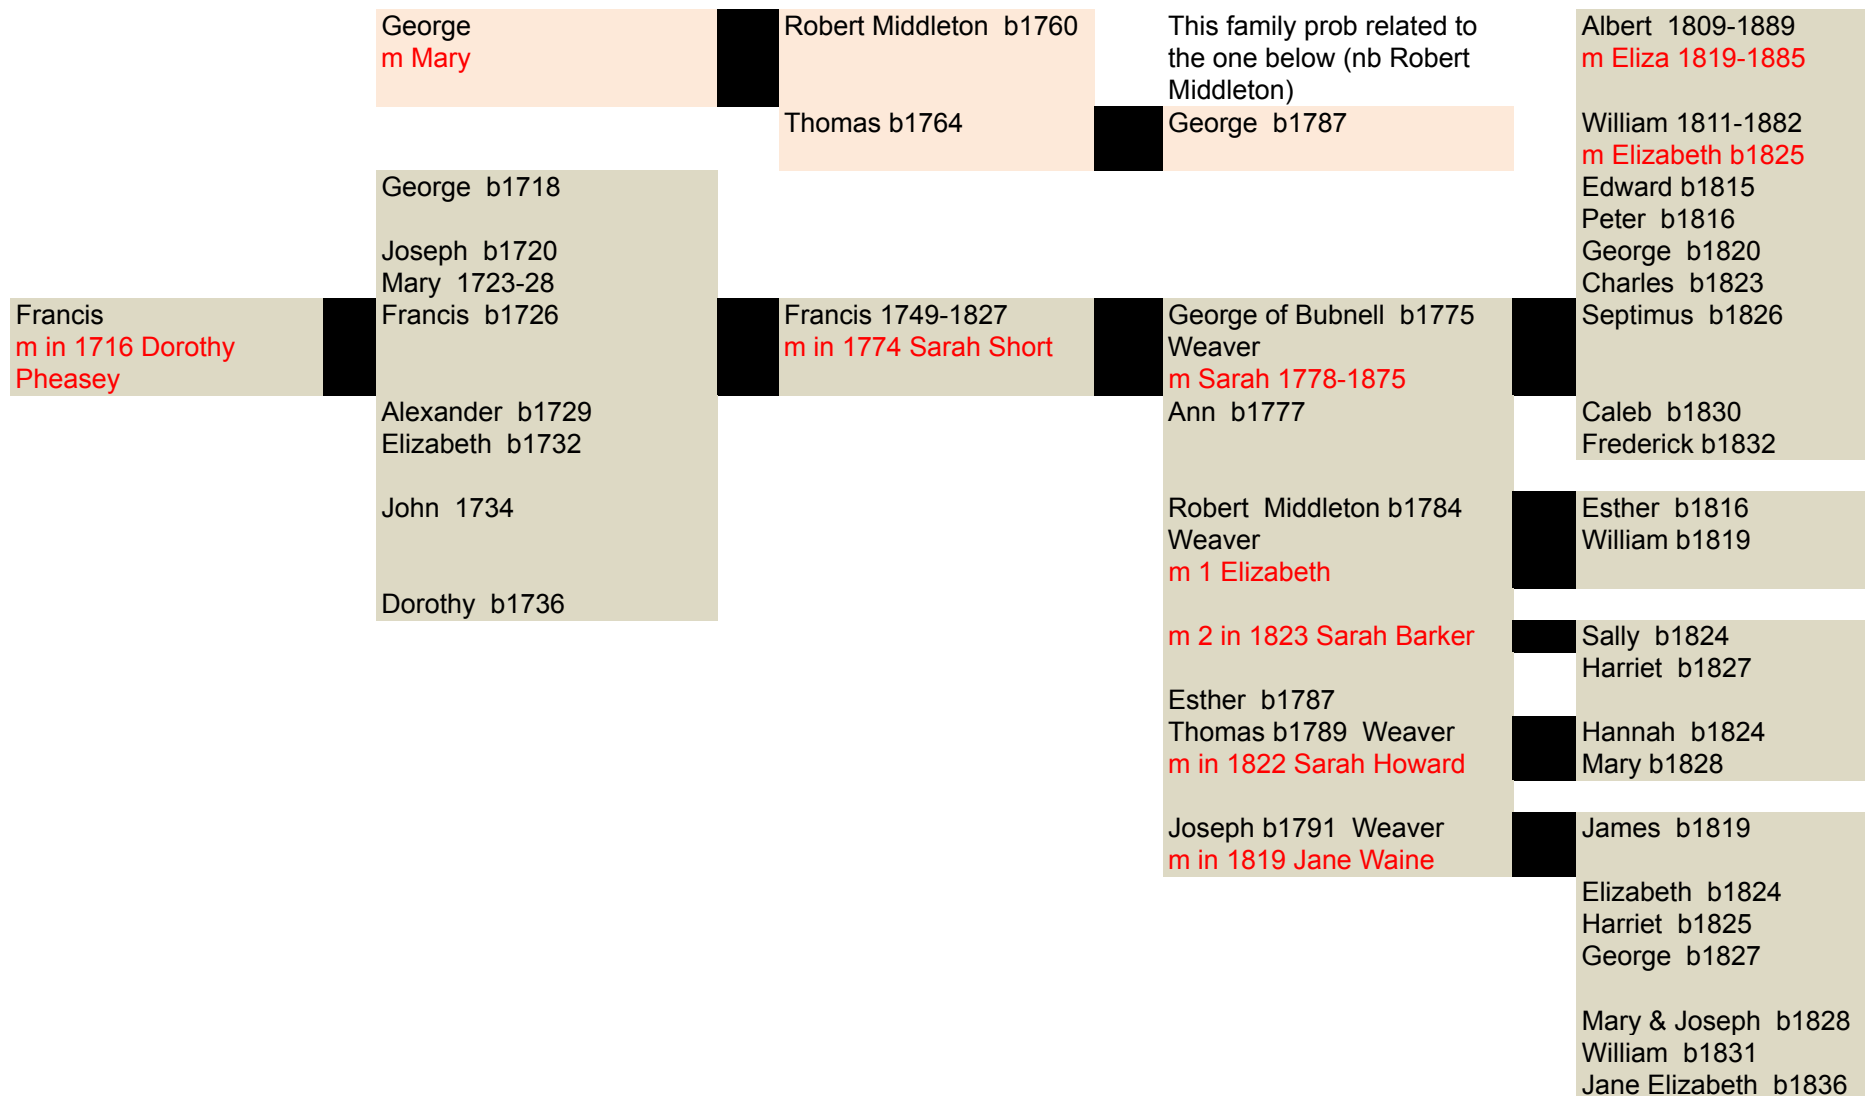 George
m Mary
Robert Middleton b1760
Thomas b1764
This family prob related to
the one below (nb Robert
Middleton)
George b1787
Francis
m in 1716 Dorothy
Pheasey
George b1718
Joseph b1720
Mary 1723-28
Francis b1726
Alexander b1729
Elizabeth b1732
John 1734
Dorothy b1736
Francis 1749-1827
m in 1774 Sarah Short
George of Bubnell b1775
Weaver
m Sarah 1778-1875
Ann b1777
Robert Middleton b1784
Weaver
m 1 Elizabeth
m 2 in 1823 Sarah Barker
Esther b1787
Thomas b1789 Weaver
m in 1822 Sarah Howard
Joseph b1791 Weaver
m in 1819 Jane Waine
Albert 1809-1889
m Eliza 1819-1885
William 1811-1882
m Elizabeth b1825
Edward b1815
Peter b1816
George b1820
Charles b1823
Septimus b1826
Caleb b1830
Frederick b1832
Esther b1816
William b1819
Sally b1824
Harriet b1827
Hannah b1824
Mary b1828
James b1819
Elizabeth b1824
Harriet b1825
George b1827
Mary & Joseph b1828
William b1831
Jane Elizabeth b1836